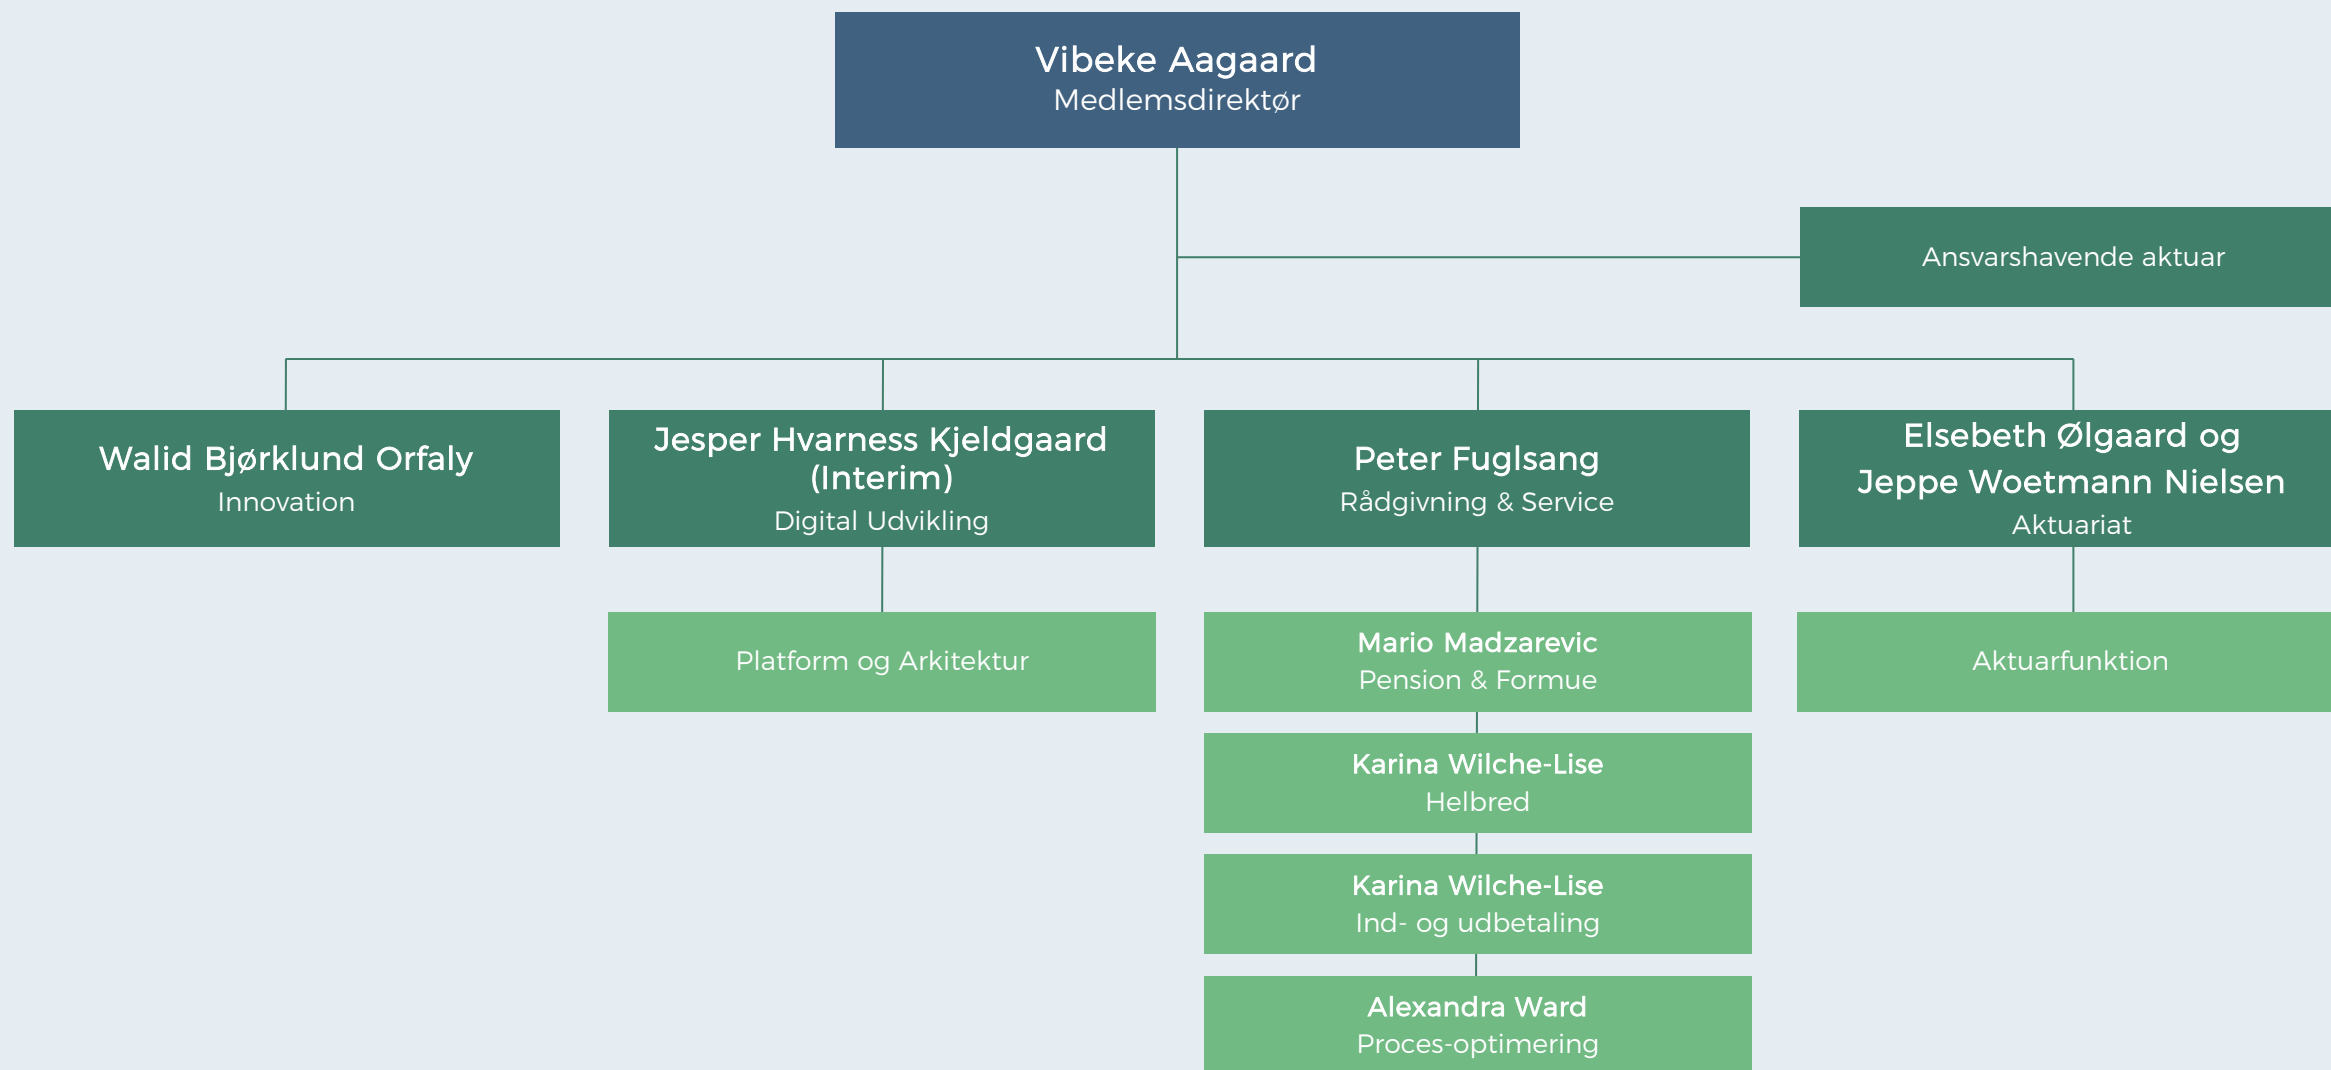 Vibeke Aagaard
Medlemsdirektør
Ansvarshavende aktuar
Walid Bjørklund Orfaly
Innovation
Jesper Hvarness Kjeldgaard
(Interim)
Digital Udvikling
Peter Fuglsang
Rådgivning & Service
Elsebeth Ølgaard og
Jeppe Woetmann Nielsen
Aktuariat
Platform og Arkitektur
Mario Madzarevic
Pension & Formue
Aktuarfunktion
Karina Wilche-Lise
Helbred
Karina Wilche-Lise
Ind- og udbetaling
Alexandra Ward
Proces-optimering